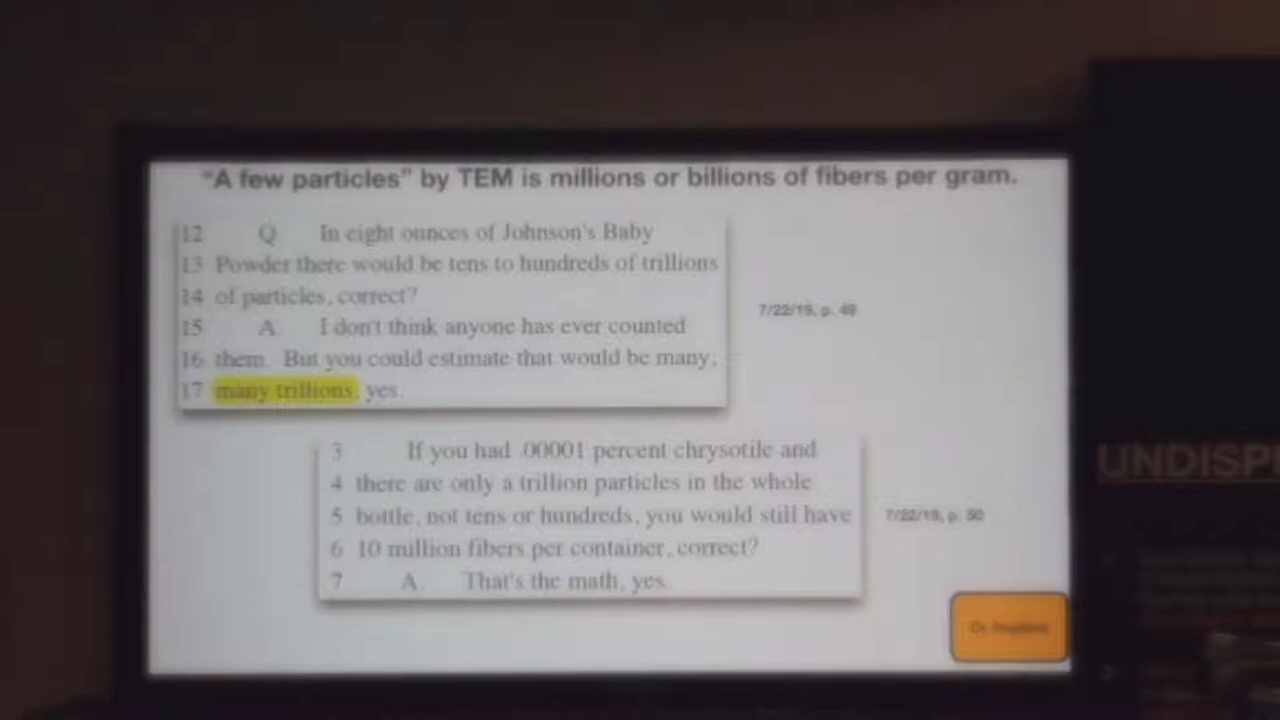 "A few particles" by TEM is millions or billions of fibers per gram.
12 Q In eight ounces of Johnson's Baby
13 Powder there would be tens to hundreds of trillions
14 of particles, correct?
15 A. I don't think anyone has ever counted
16 them. But you could estimate that would be many,
17 many trillions, yes.
7/22/19, p. 49
3 If you had .00001 percent chrysotile and
4 there are only a trillion particles in the whole
5 bottle, not tens or hundreds, you would still have
6 10 million fibers per container, correct?
7 A. That's the math, yes.
7/22/19, p. 50
Dr.
UNDISP